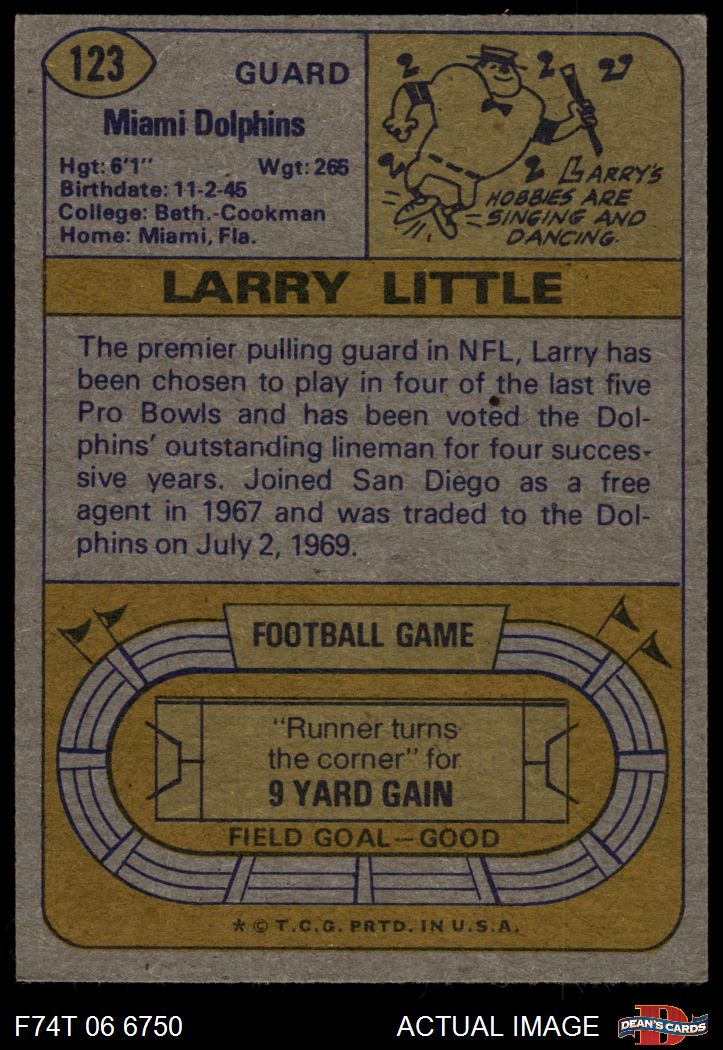 123
GUARD
Miami Dolphins
Hgt: 6'1" Wgt: 265
Birthdate: 11-2-45
College: Beth.-Cookman
Home: Miami, Fla.
LARRY'S
HOBBIES ARE
SINGING AND
DANCING.
LARRY LITTLE
The premier pulling guard in NFL, Larry has
been chosen to play in four of the last five
Pro Bowls and has been voted the Dol-
phins' outstanding lineman for four succes-
sive years. Joined San Diego as a free
agent in 1967 and was traded to the Dol-
phins on July 2, 1969.
FOOTBALL GAME
"Runner turns
the corner" for
9 YARD GAIN
FIELD GOAL—GOOD
* © T.C.G. PRTD. IN U.S.A.
F74T 06 6750
ACTUAL IMAGE
D
DEAN'S CARDS